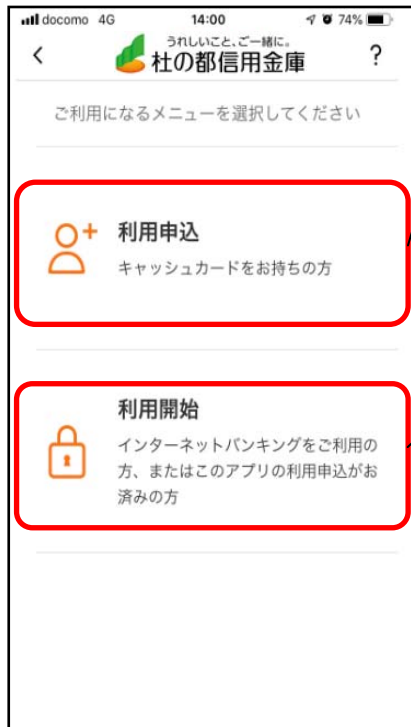 docomo 4G 14:00 74%
うれしいこと、ご一緒に。
杜の都信用金庫
?
ご利用になるメニューを選択してください
利用申込
キャッシュカードをお持ちの方
利用開始
インターネットバンキングをご利用の
方、またはこのアプリの利用申込がお
済みの方